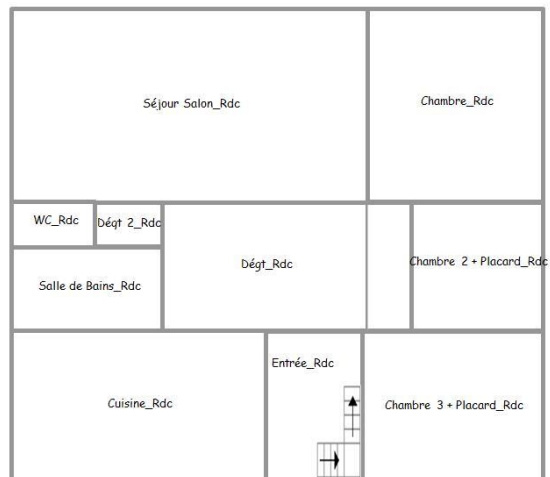 Séjour Salon_Rdc
Chambre_Rdc
WC_Rdc
Dégt 2_Rdc
Dégt_Rdc
Chambre 2 + Placard_Rdc
Salle de Bains_Rdc
Entrée_Rdc
Cuisine_Rdc
Chambre 3 + Placard_Rdc